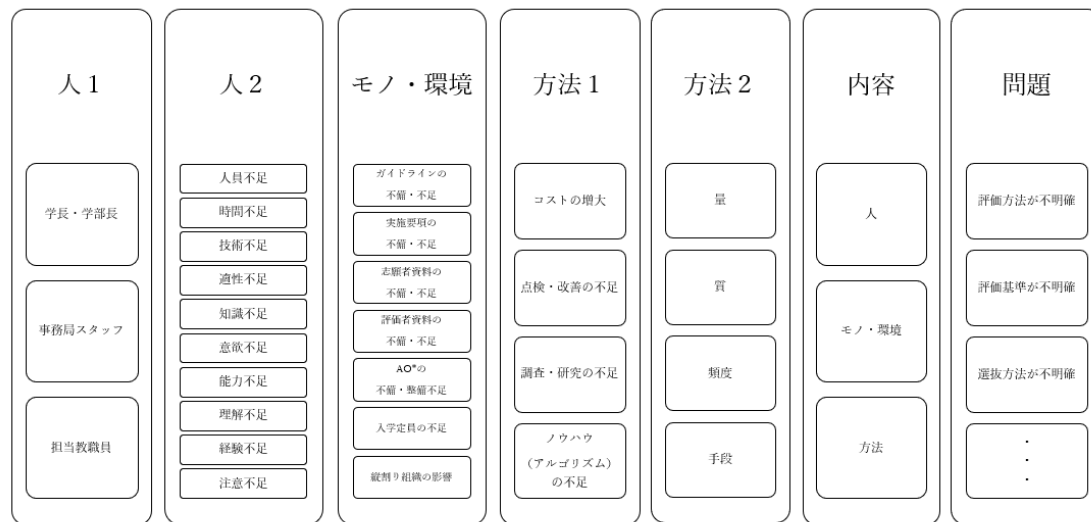 人１
学長・学部長
事務局スタッフ
担当教職員
人２
人員不足
時間不足
技術不足
適性不足
知識不足
意欲不足
能力不足
理解不足
経験不足
注意不足
モノ・環境
ガイドラインの
不備・不足
実施要項の
不備・不足
志願者資料の
不備・不足
評価者資料の
不備・不足
AO*の
不備・整備不足
入学定員の不足
縦割り組織の影響
方法１
コストの増大
点検・改善の不足
調査・研究の不足
ノウハウ
（アルゴリズム）
の不足
方法２
量
質
頻度
手段
内容
人
モノ・環境
方法
問題
評価方法が不明確
評価基準が不明確
選抜方法が不明確
・
・
・